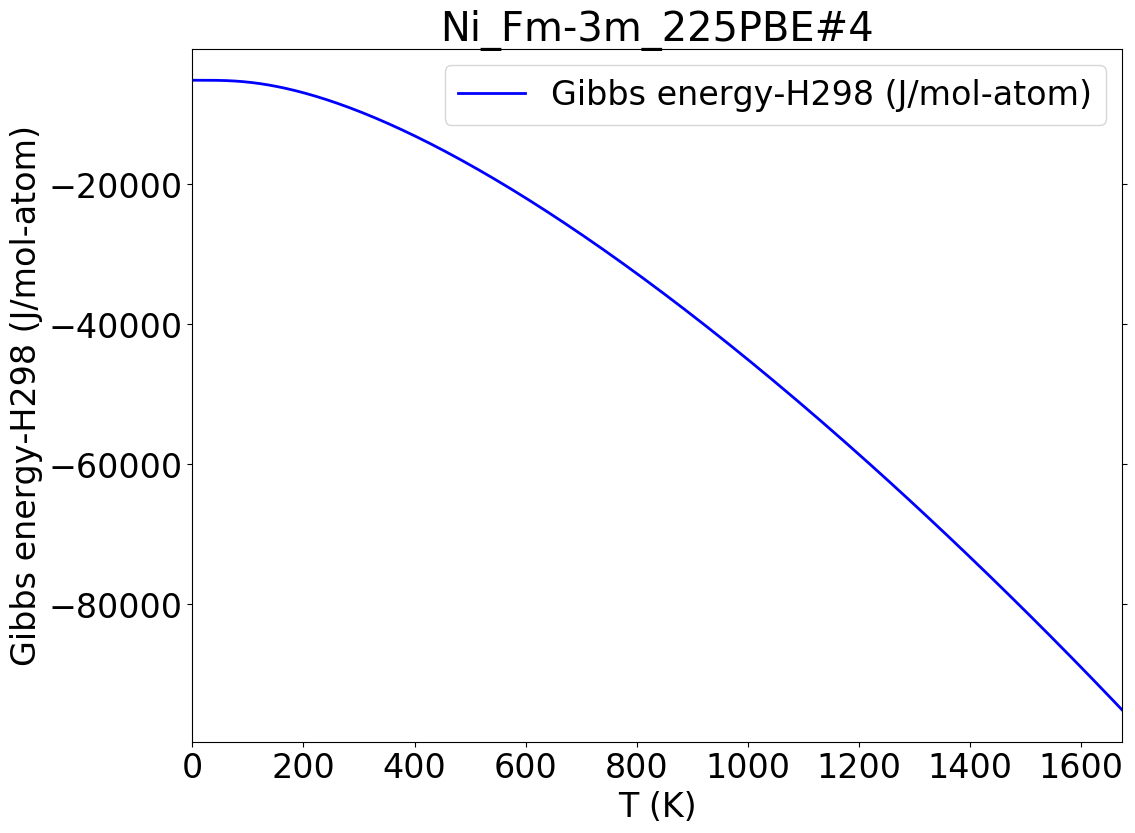 Ni_Fm-3m_225PBE#4
Gibbs energy-H298 (J/mol-atom)
Gibbs energy-H298 (J/mol-atom)
−20000
−40000
−60000
−80000
0 200 400 600 800 1000 1200 1400 1600
T (K)